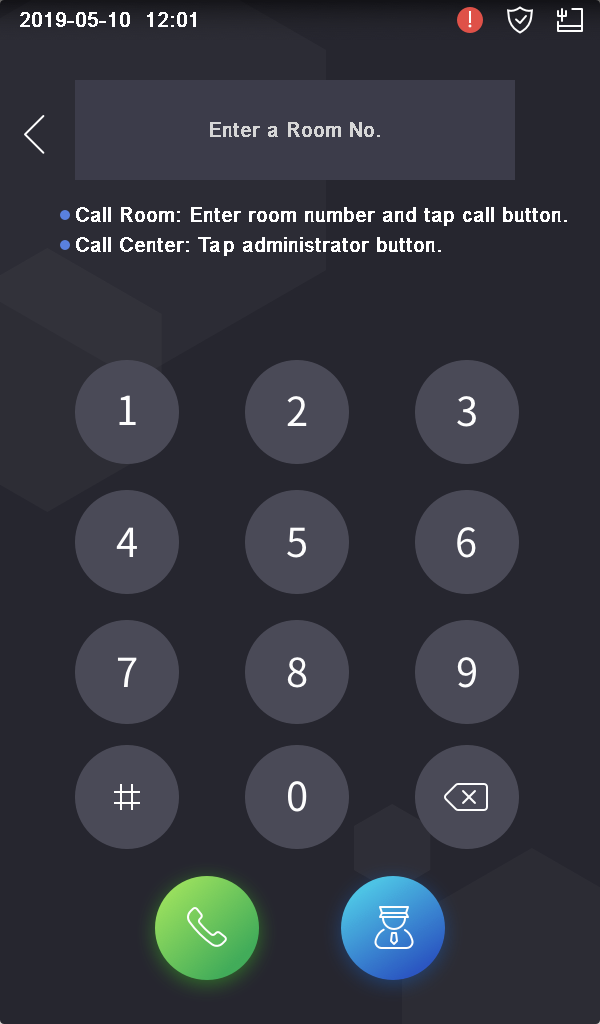 2019-05-10 12:01
Enter a Room No.
Call Room: Enter room number and tap call button.
Call Center: Tap administrator button.
1 2 3
4 5 6
7 8 9
# 0